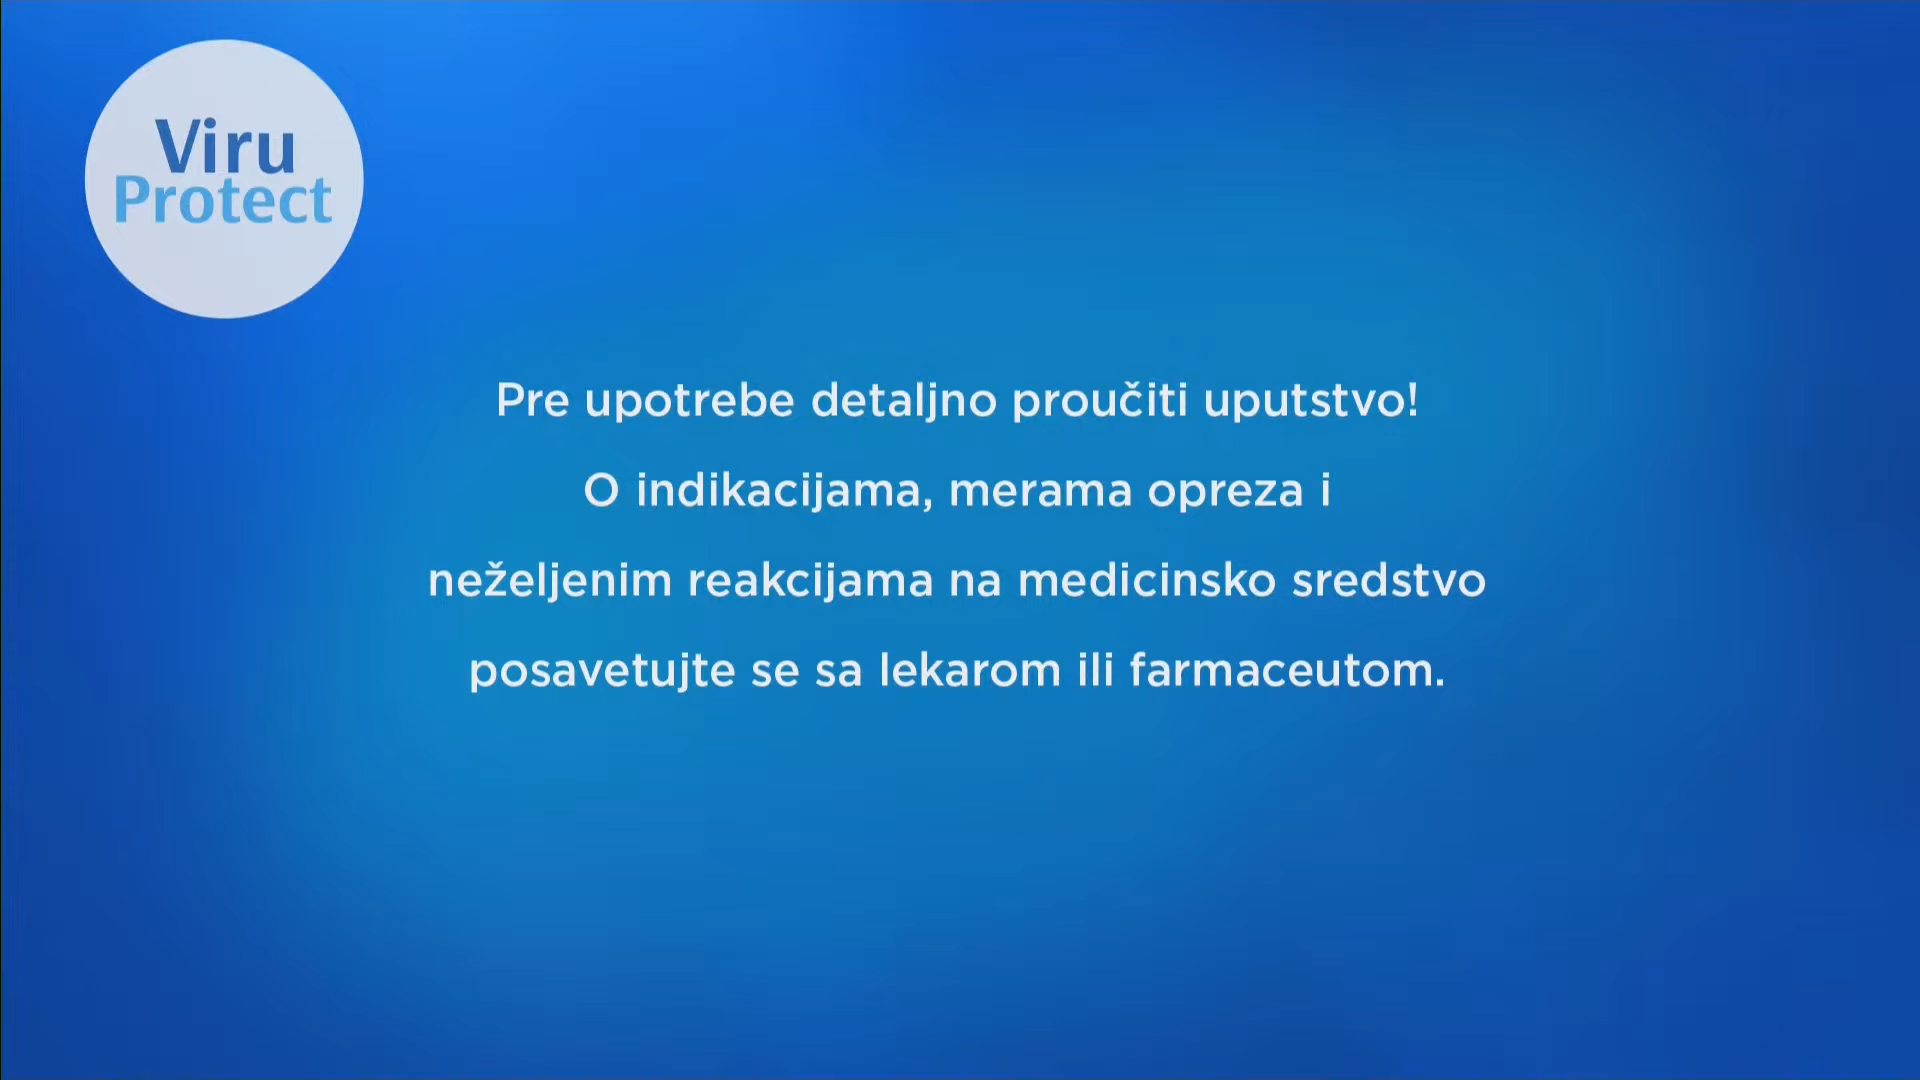 Viru
Protect
Pre upotrebe detaljno proučiti uputstvo!
O indikacijama, merama opreza i
neželjenim reakcijama na medicinsko sredstvo
posavetujte se sa lekarom ili farmaceutom.